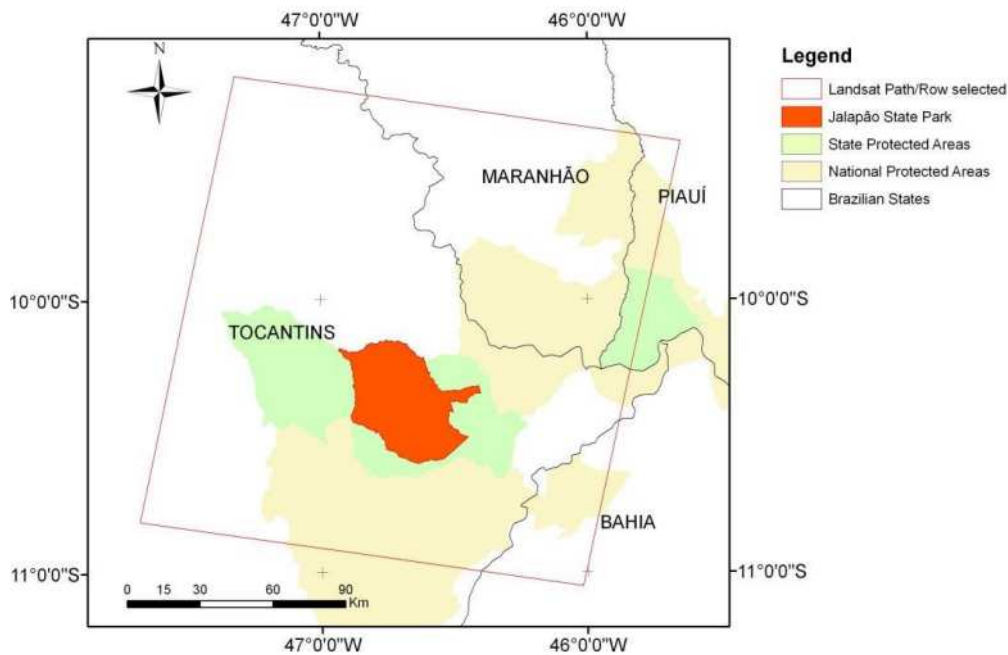 47°0'0"W 46°0'0"W
N
Legend
Landsat Path/Row selected
Jalapão State Park
State Protected Areas
National Protected Areas
Brazilian States
MARANHÃO
PIAUÍ
10°0'0"S 10°0'0"S
TOCANTINS
BAHIA
11°0'0"S 11°0'0"S
0 15 30 60 90
Km
47°0'0"W 46°0'0"W